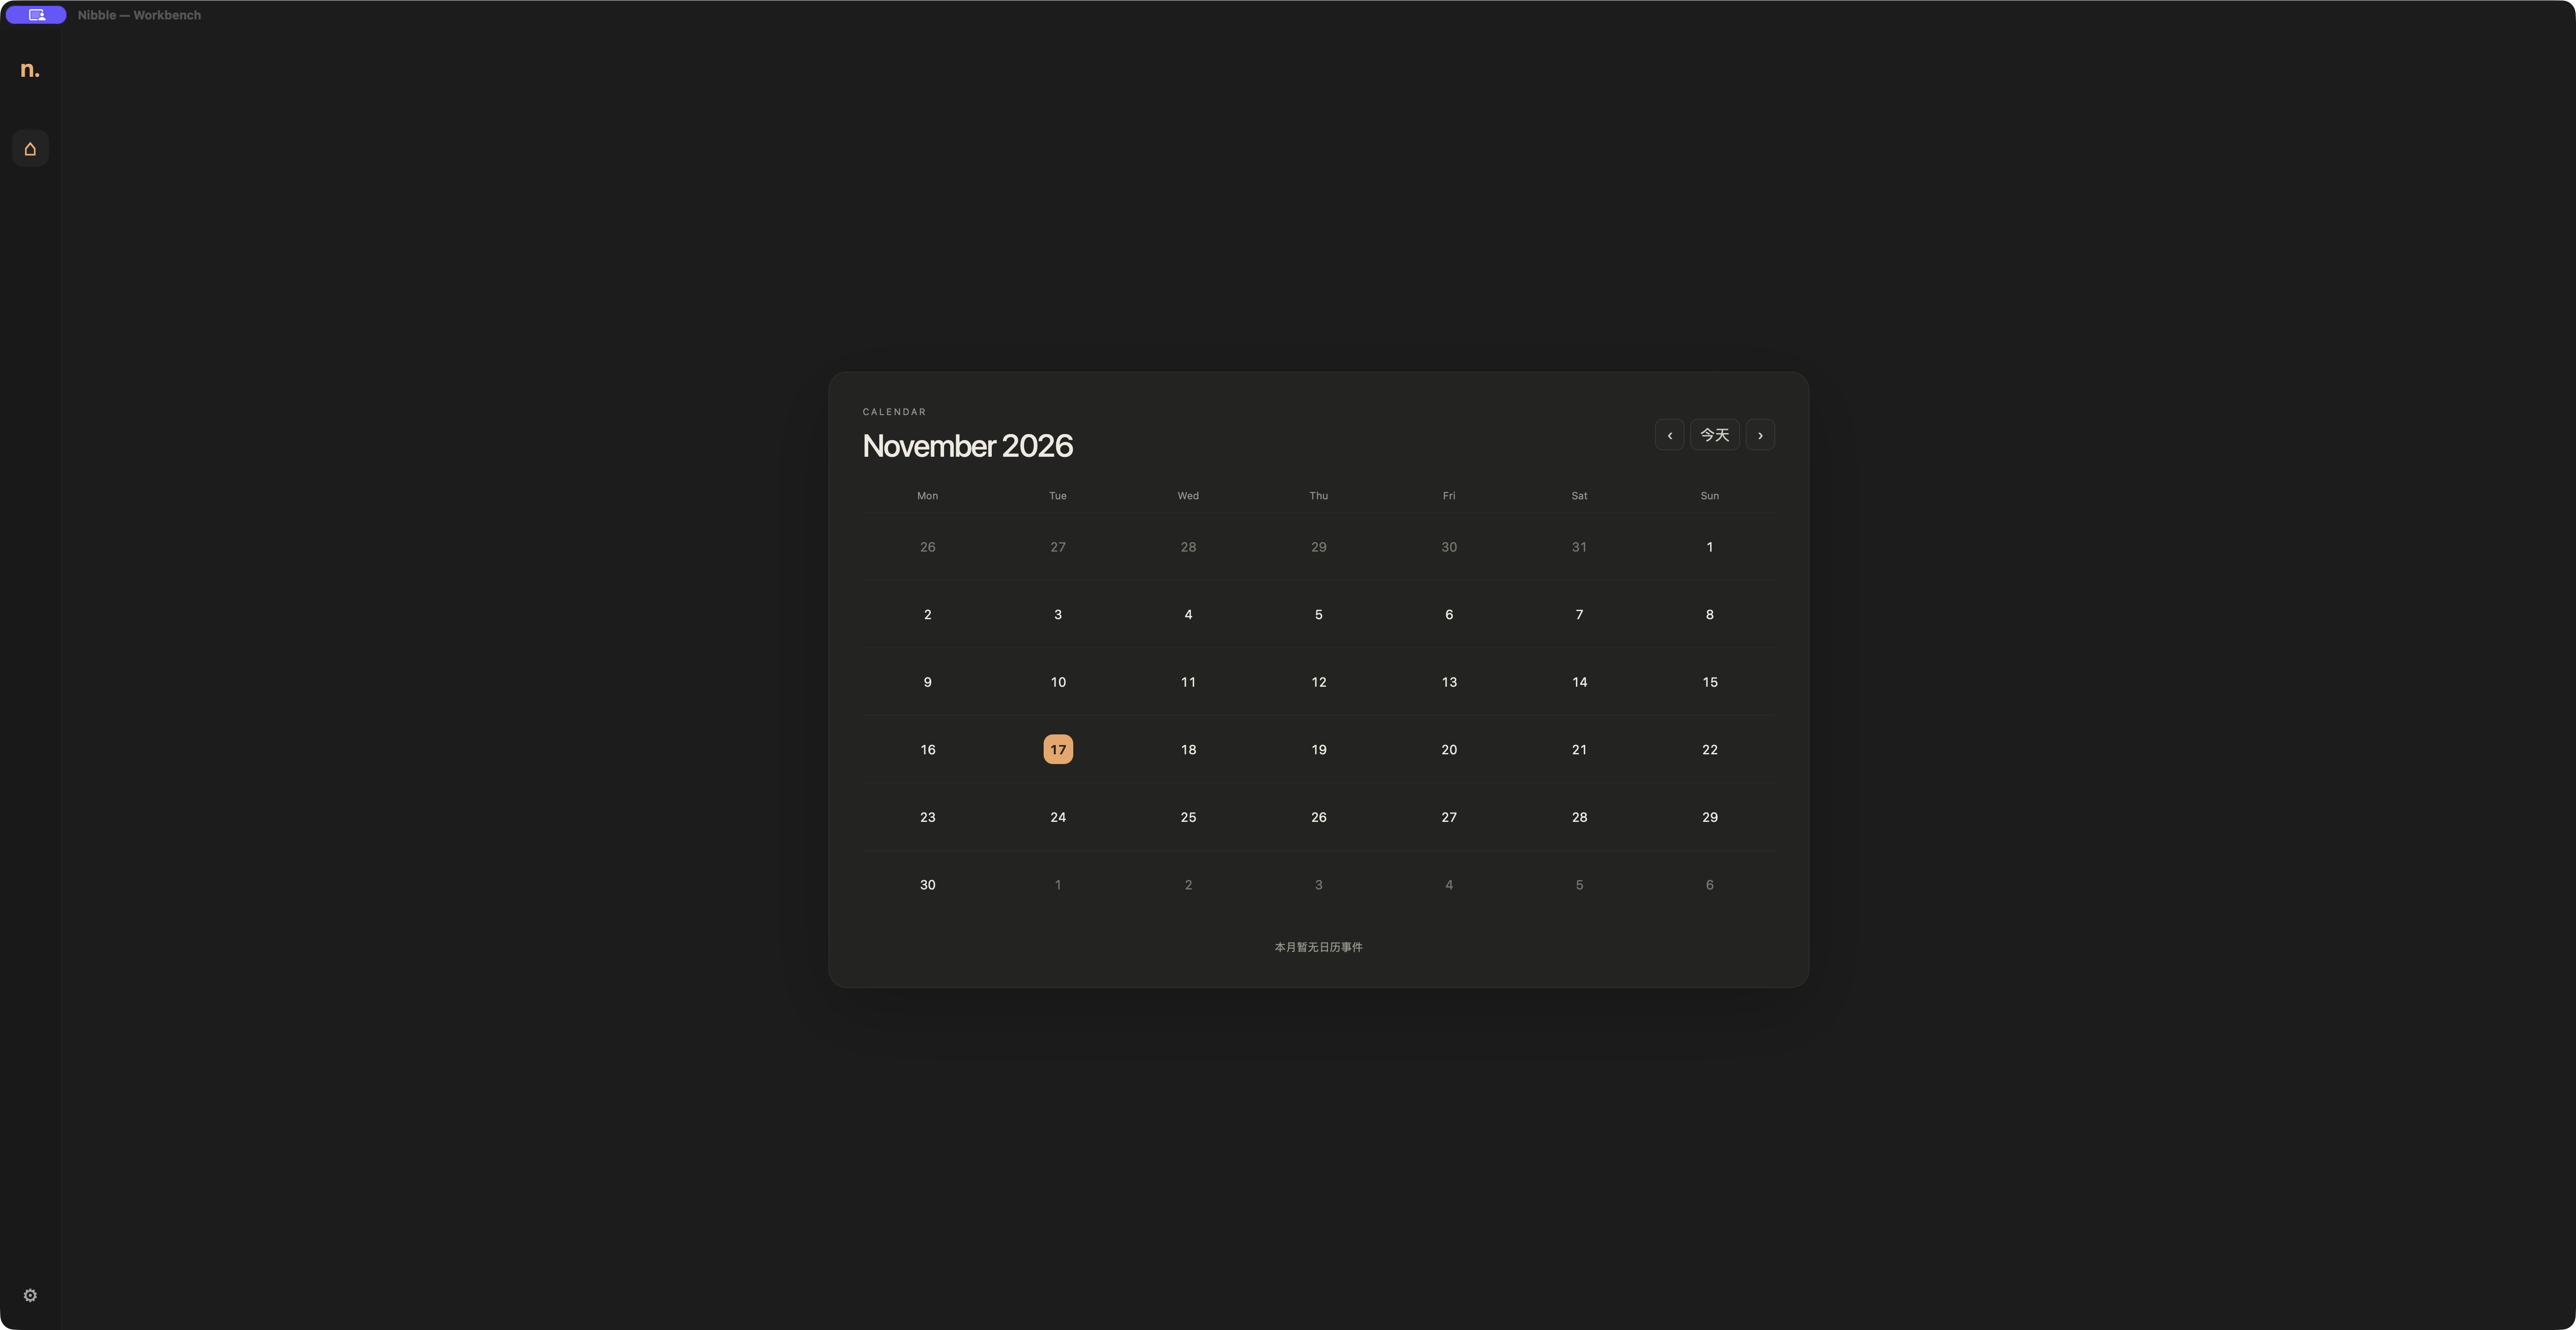 Nibble — Workbench
n.
CALENDAR
November 2026
‹ 今天 ›
Mon Tue Wed Thu Fri Sat Sun
26 27 28 29 30 31 1
2 3 4 5 6 7 8
9 10 11 12 13 14 15
16 17 18 19 20 21 22
23 24 25 26 27 28 29
30 1 2 3 4 5 6
本月暂无日历事件